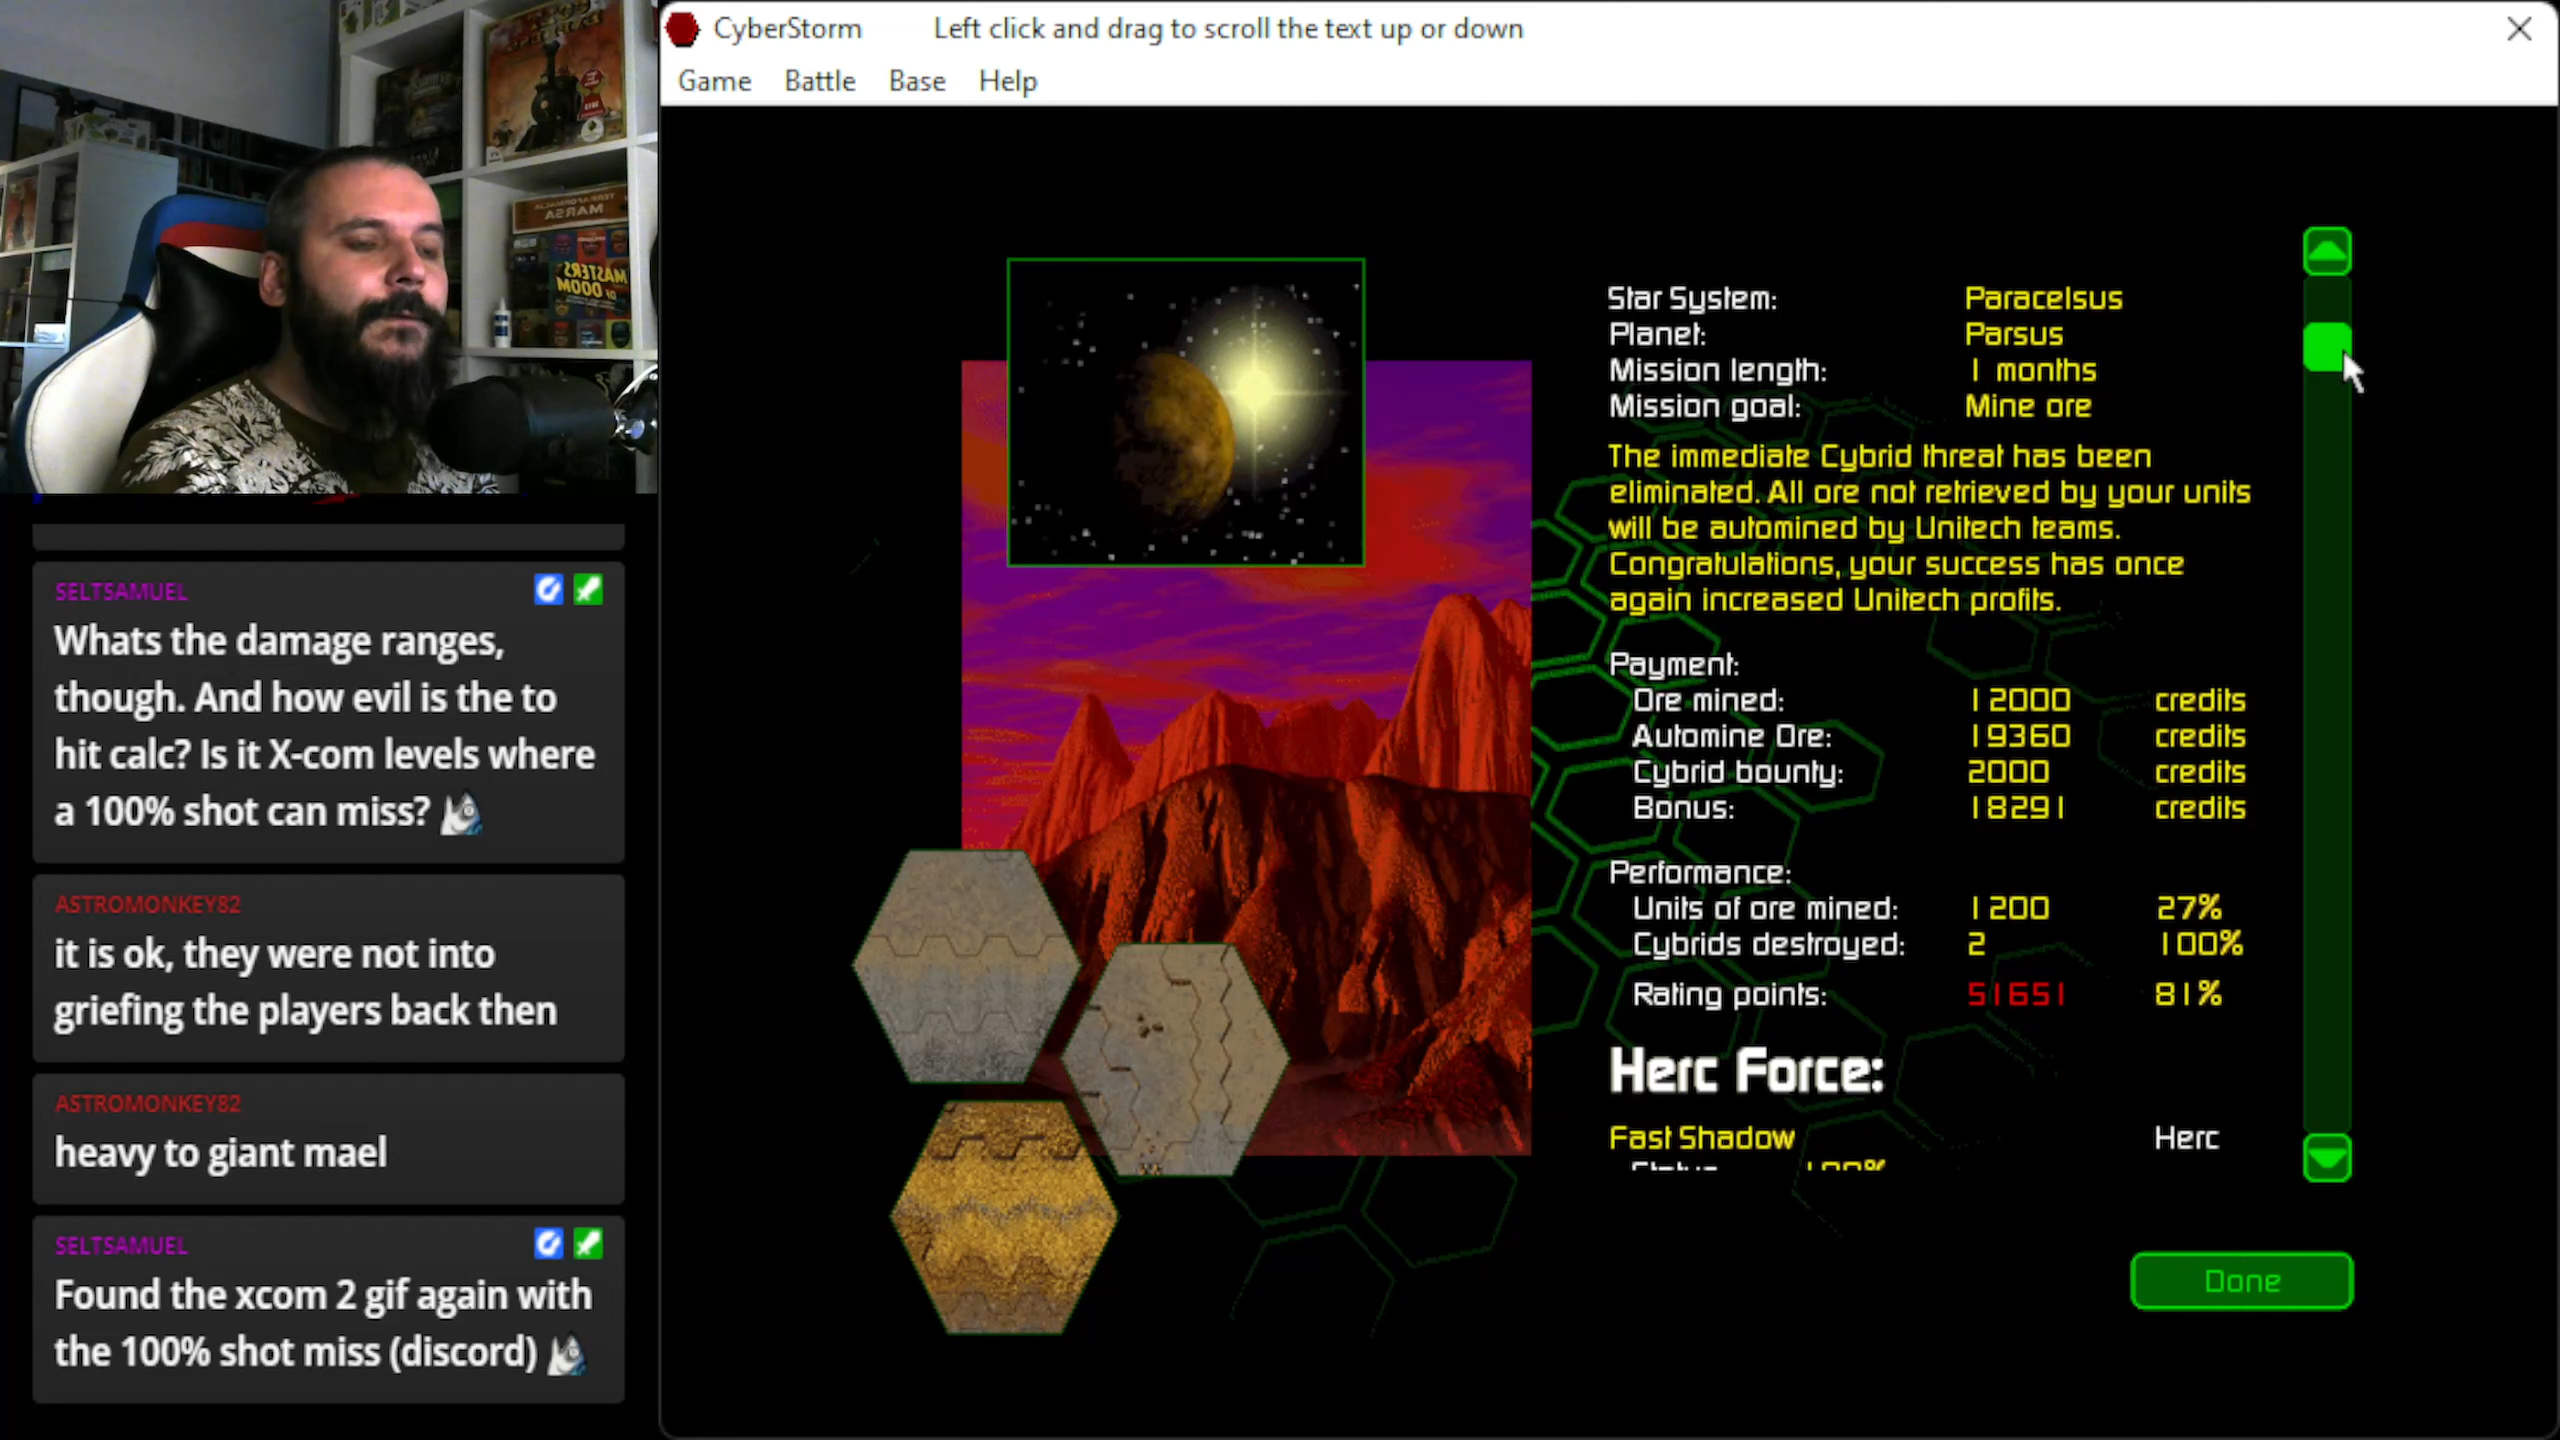 CyberStorm
Left click and drag to scroll the text up or down
Game Battle Base Help
MASTERS
OF DOOM
SELTSAMUEL
Whats the damage ranges,
though. And how evil is the to
hit calc? Is it X-com levels where
a 100% shot can miss?
ASTROMONKEY82
it is ok, they were not into
griefing the players back then
ASTROMONKEY82
heavy to giant mael
SELTSAMUEL
Found the xcom 2 gif again with
the 100% shot miss (discord)
Star System: Paracelsus
Planet: Parsus
Mission length: 1 months
Mission goal: Mine ore
The immediate Cybrid threat has been
eliminated. All ore not retrieved by your units
will be automined by Unitech teams.
Congratulations, your success has once
again increased Unitech profits.
Payment:
Ore mined: 12000 credits
Automine Ore: 19360 credits
Cybrid bounty: 2000 credits
Bonus: 18291 credits
Performance:
Units of ore mined: 1200 27%
Cybrids destroyed: 2 100%
Rating points: 51651 81%
Herc Force:
Fast Shadow Herc
Status 100%
Done